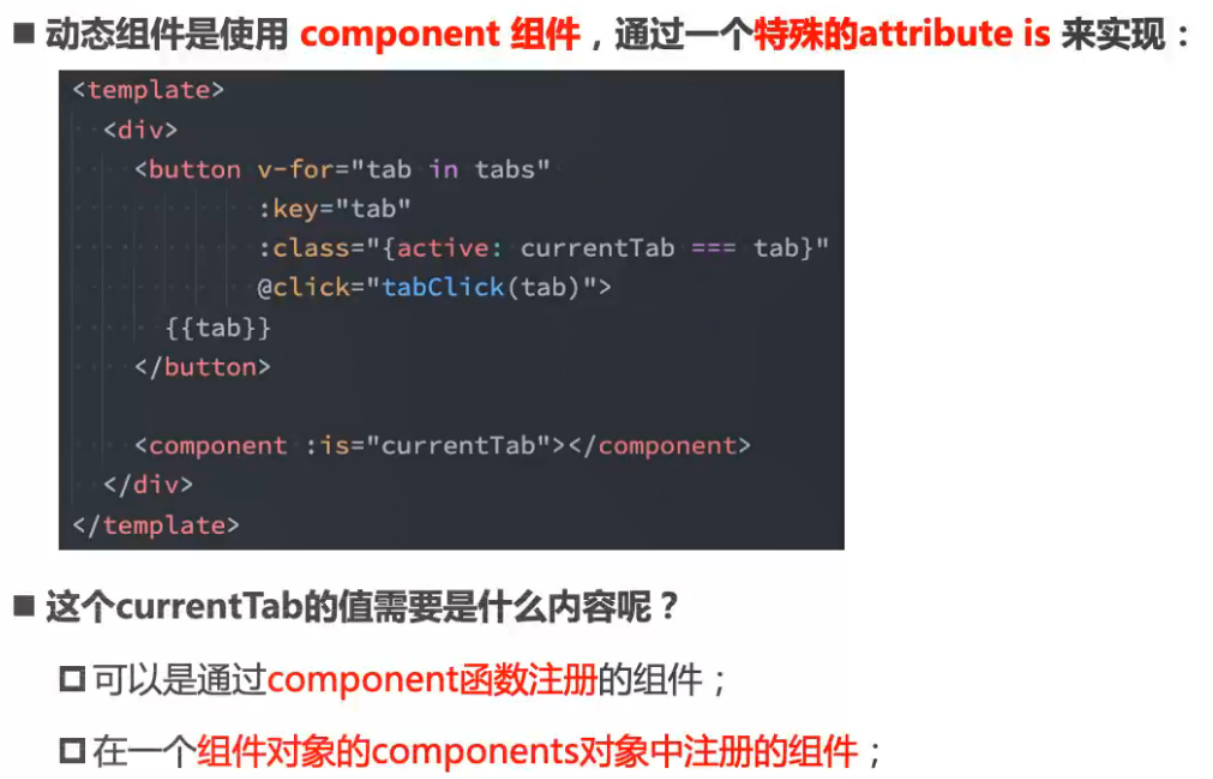 动态组件是使用 component 组件，通过一个特殊的attribute is 来实现：
<template>
<div>
<button v-for="tab in tabs"
:key="tab"
:class="{active: currentTab === tab}"
@click="tabClick(tab)">
{{tab}}
</button>
<component :is="currentTab"></component>
</div>
</template>
这个currentTab的值需要是什么内容呢？
可以是通过component函数注册的组件；
在一个组件对象的components对象中注册的组件；